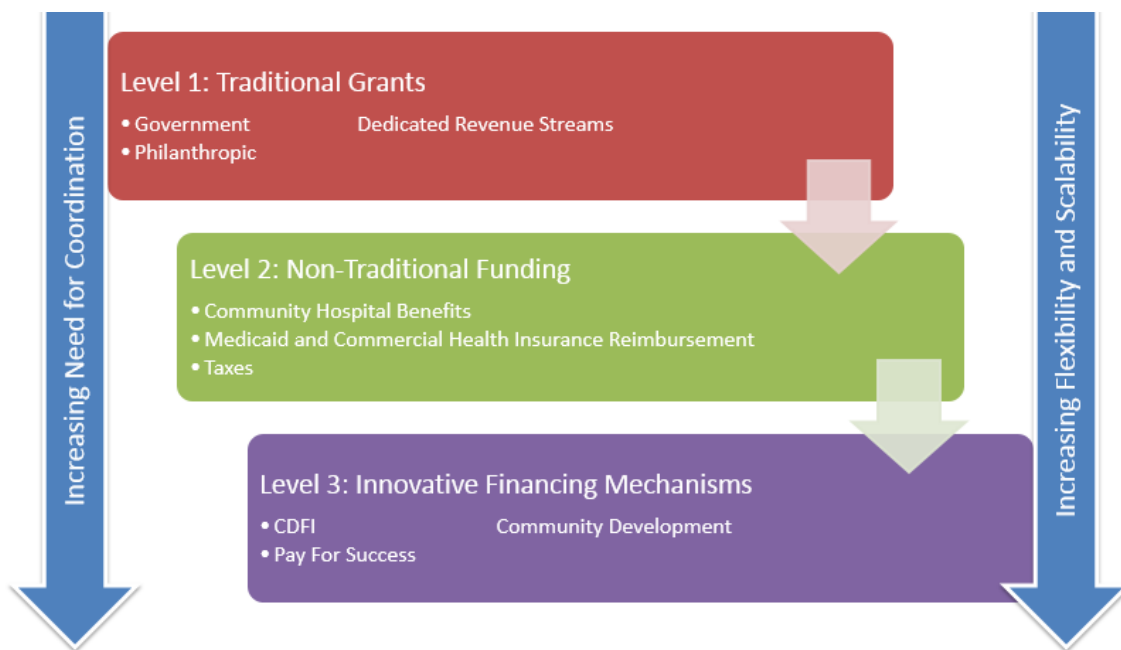 Increasing Need for Coordination
Level 1: Traditional Grants
• Government Dedicated Revenue Streams
• Philanthropic
Level 2: Non-Traditional Funding
• Community Hospital Benefits
• Medicaid and Commercial Health Insurance Reimbursement
• Taxes
Level 3: Innovative Financing Mechanisms
• CDFI Community Development
• Pay For Success
Increasing Flexibility and Scalability